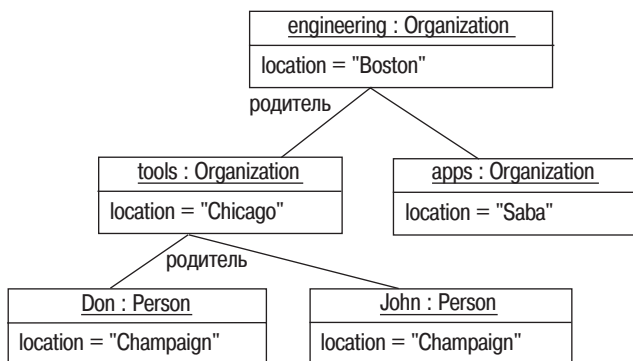 engineering : Organization
location = "Boston"
родитель
tools : Organization
location = "Chicago"
apps : Organization
location = "Saba"
родитель
Don : Person
location = "Champaign"
John : Person
location = "Champaign"